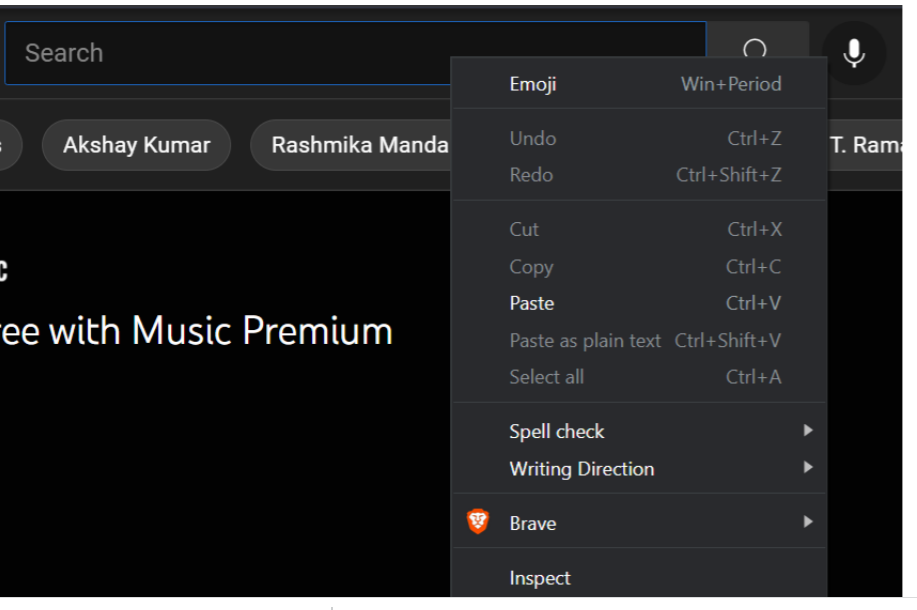 Search
Emoji Win+Period
Akshay Kumar Rashmika Manda T. Rama
Undo Ctrl+Z
Redo Ctrl+Shift+Z
Cut Ctrl+X
Copy Ctrl+C
Paste Ctrl+V
ree with Music Premium
Paste as plain text Ctrl+Shift+V
Select all Ctrl+A
Spell check
Writing Direction
Brave
Inspect